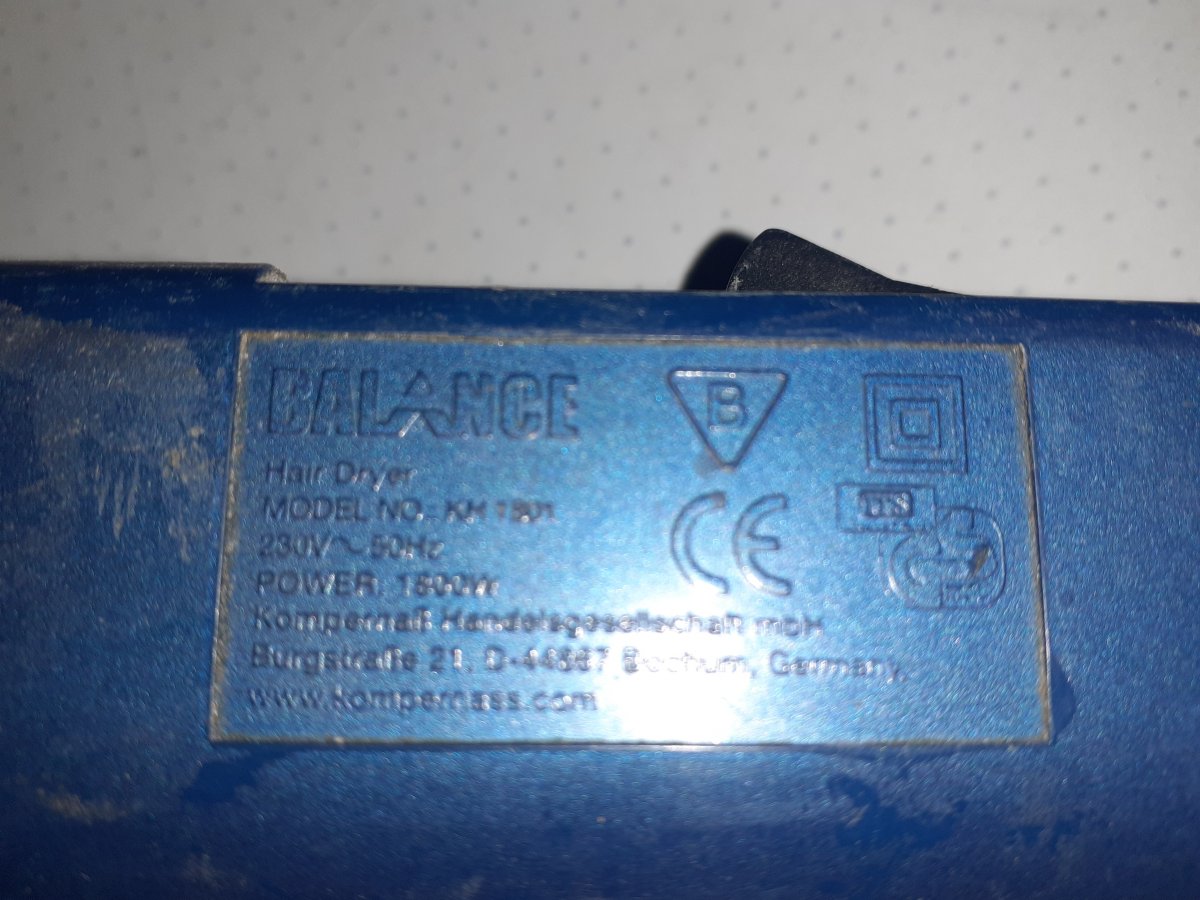 BALANCE
B
Hair Dryer
MODEL NO. KH 1801
230V ~ 50Hz
POWER: 1800W
CE
Kompernaß Handelsgesellschaft mbH
Burgstraße 21, D-44867 Bochum, Germany,
www.kompernass.com